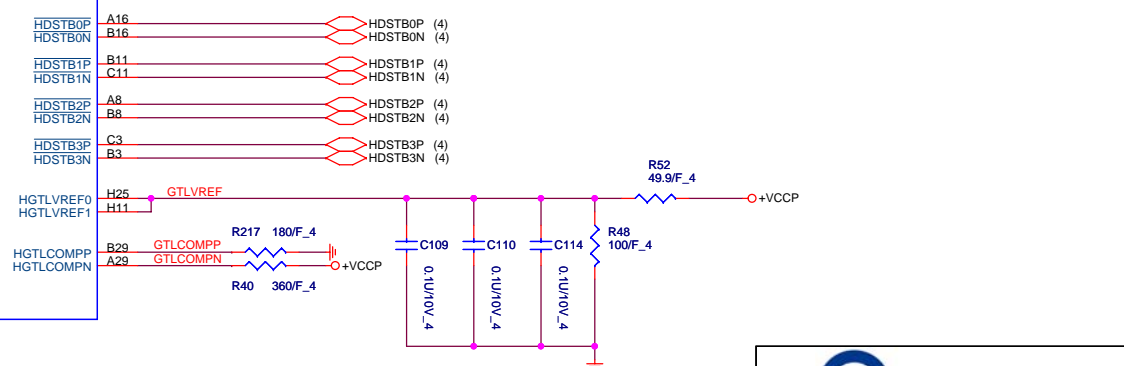 HDSTB0P A16 HDSTB0P (4)
HDSTB0N B16 HDSTB0N (4)
HDSTB1P B11 HDSTB1P (4)
HDSTB1N C11 HDSTB1N (4)
HDSTB2P A8 HDSTB2P (4)
HDSTB2N B8 HDSTB2N (4)
HDSTB3P C3 HDSTB3P (4)
HDSTB3N B3 HDSTB3N (4)
R52
49.9/F_4
HGTLVREF0 H25 GTLVREF +VCCP
HGTLVREF1 H11
R217 180/F_4
HGTLCOMPP B29 GTLCOMPP
HGTLCOMPN A29 GTLCOMPN +VCCP
R40 360/F_4
C109
0.1U/10V_4
C110
0.1U/10V_4
C114
0.1U/10V_4
R48
100/F_4